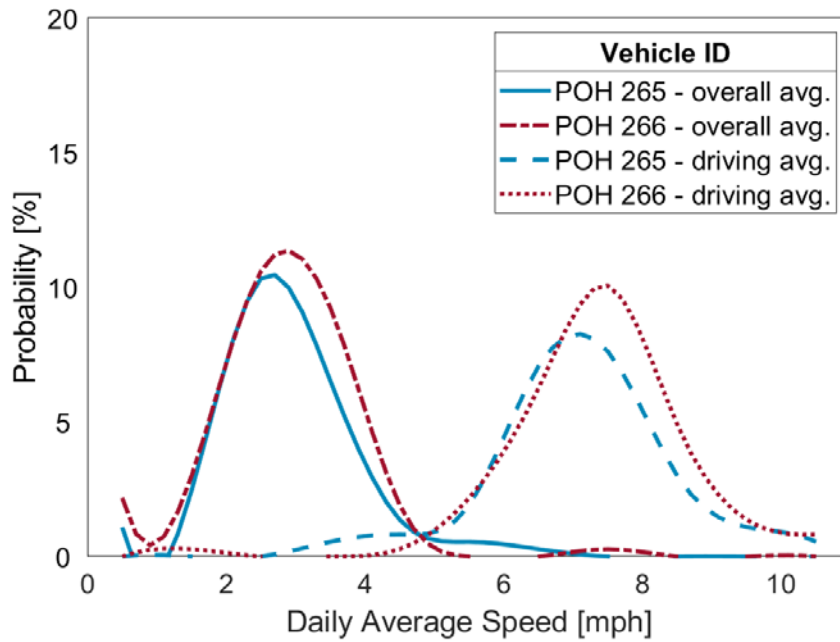 20
15
10
5
0
Probability [%]
0 2 4 6 8 10
Daily Average Speed [mph]
Vehicle ID
POH 265 - overall avg.
POH 266 - overall avg.
POH 265 - driving avg.
POH 266 - driving avg.